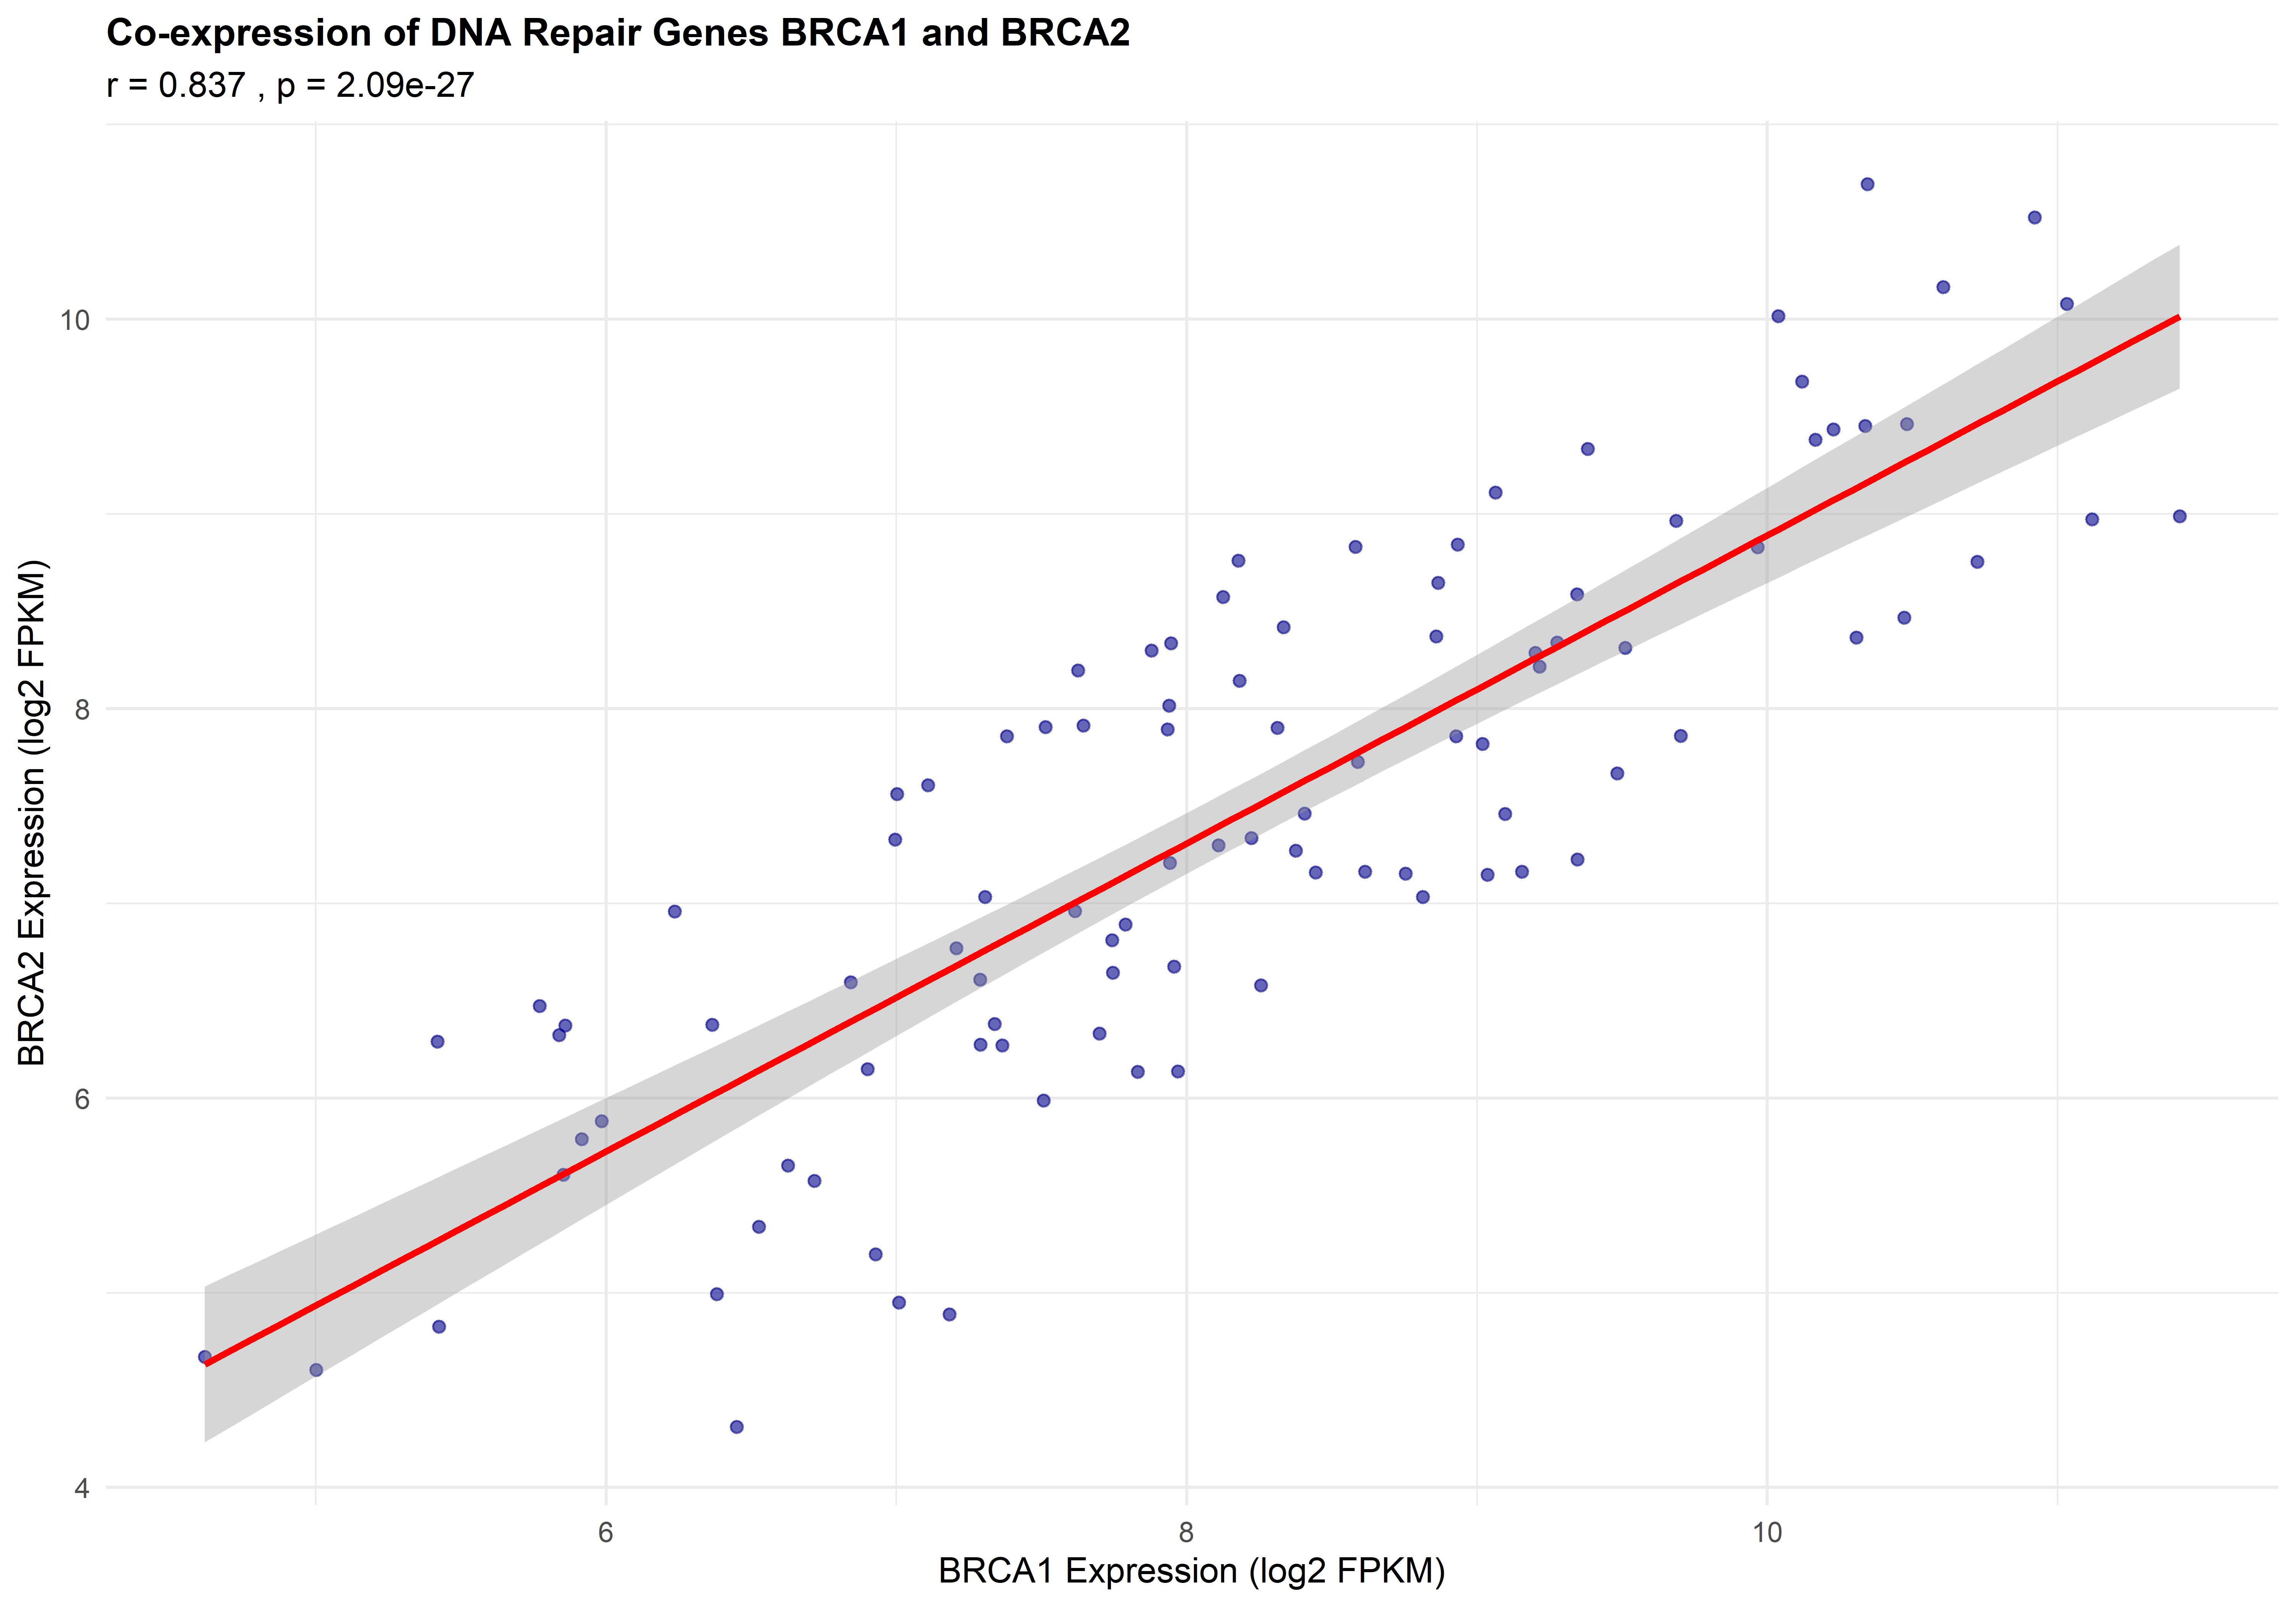 Co-expression of DNA Repair Genes BRCA1 and BRCA2
r = 0.837 , p = 2.09e-27
BRCA2 Expression (log2 FPKM)
10
8
6
4
6 8 10
BRCA1 Expression (log2 FPKM)